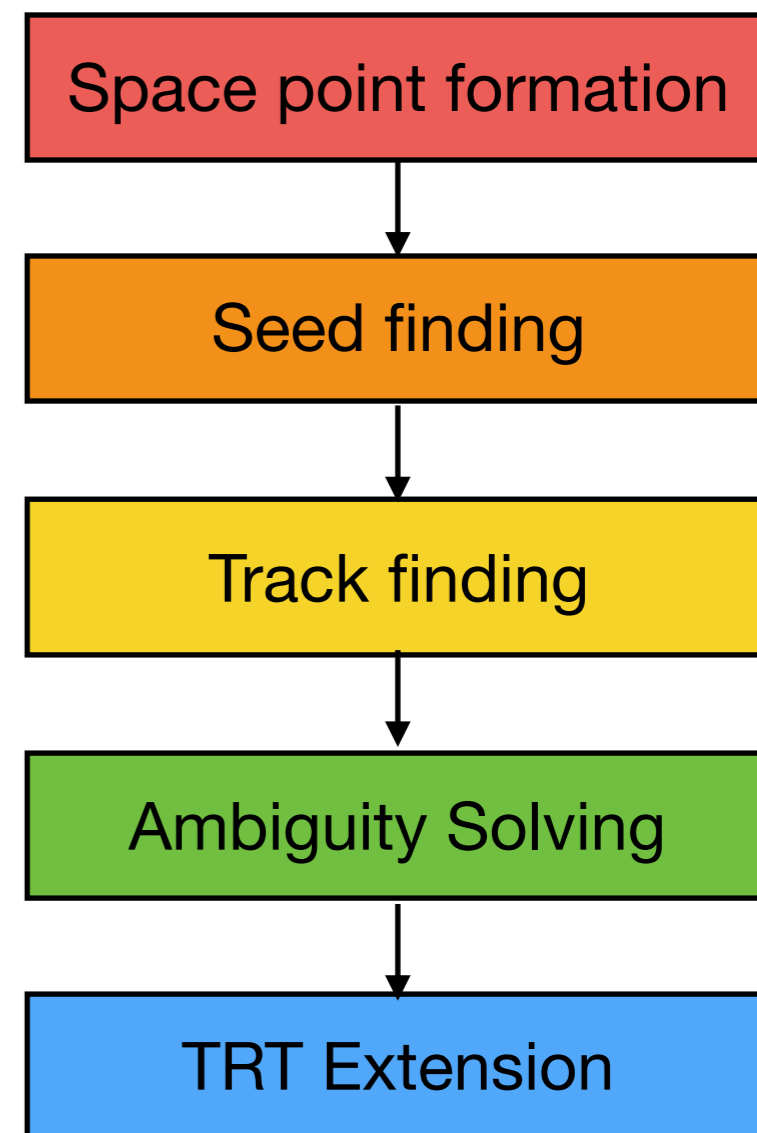 Space point formation
Seed finding
Track finding
Ambiguity Solving
TRT Extension